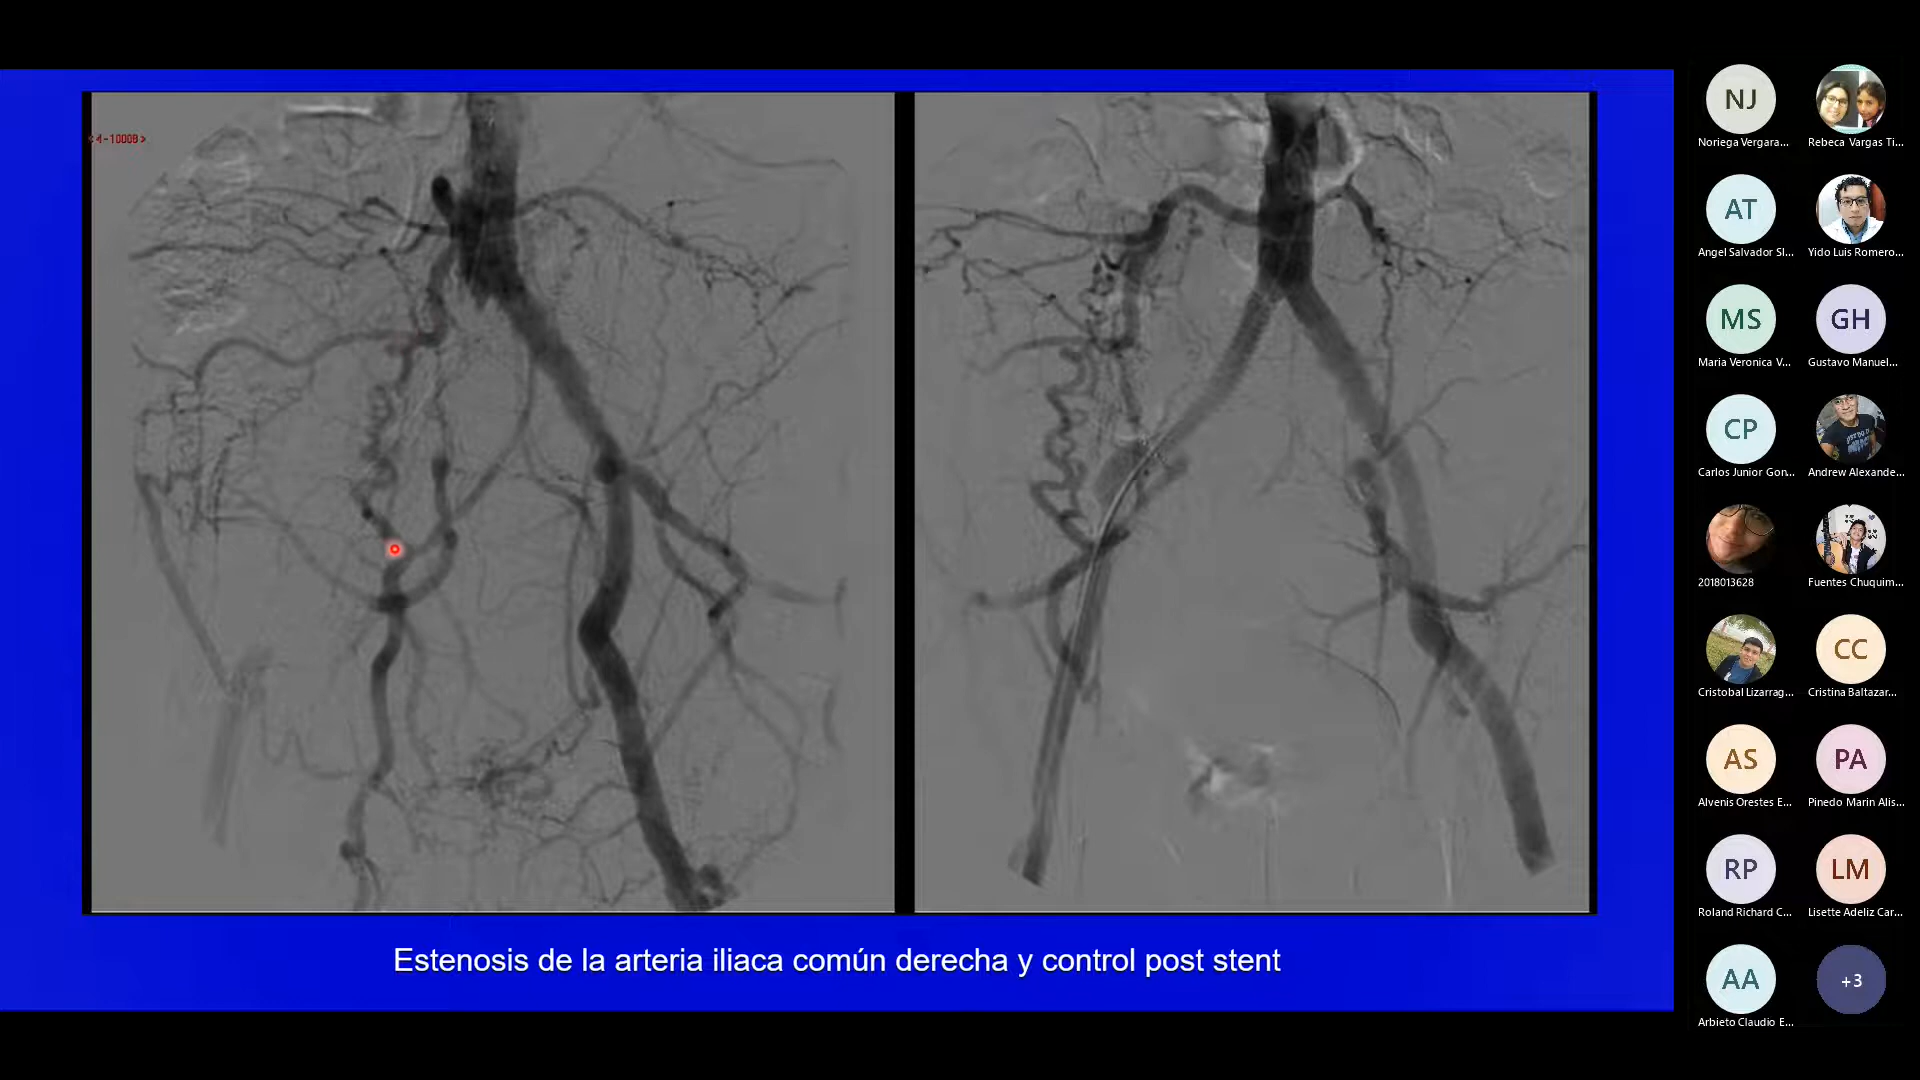 <4-1000B>
Estenosis de la arteria iliaca común derecha y control post stent
NJ
Noriega Vergara...
Rebeca Vargas Ti...
AT
Angel Salvador Sl...
Yido Luis Romero...
MS
Maria Veronica V...
GH
Gustavo Manuel...
CP
Carlos Junior Gon...
Andrew Alexande...
2018013628
Fuentes Chuquim...
Cristobal Lizarrag...
CC
Cristina Baltazar...
AS
Alvenis Orestes E...
PA
Pinedo Marin Alis...
RP
Roland Richard C...
LM
Lisette Adeliz Car...
AA
Arbieto Claudio E...
+3